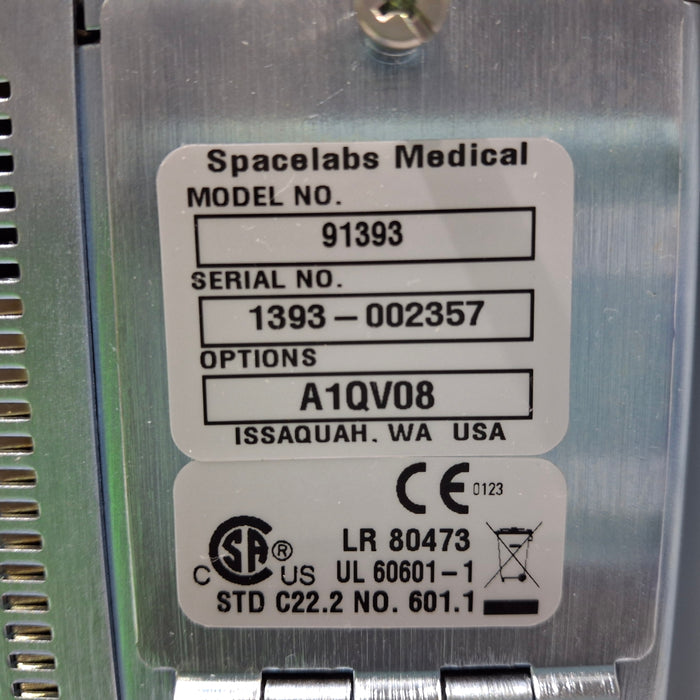 Spacelabs Medical
MODEL NO.
91393
SERIAL NO.
1393-002357
OPTIONS
A1QV08
ISSAQUAH. WA USA
CE 0123
SA ®
C US
LR 80473
UL 60601-1
STD C22.2 NO. 601.1